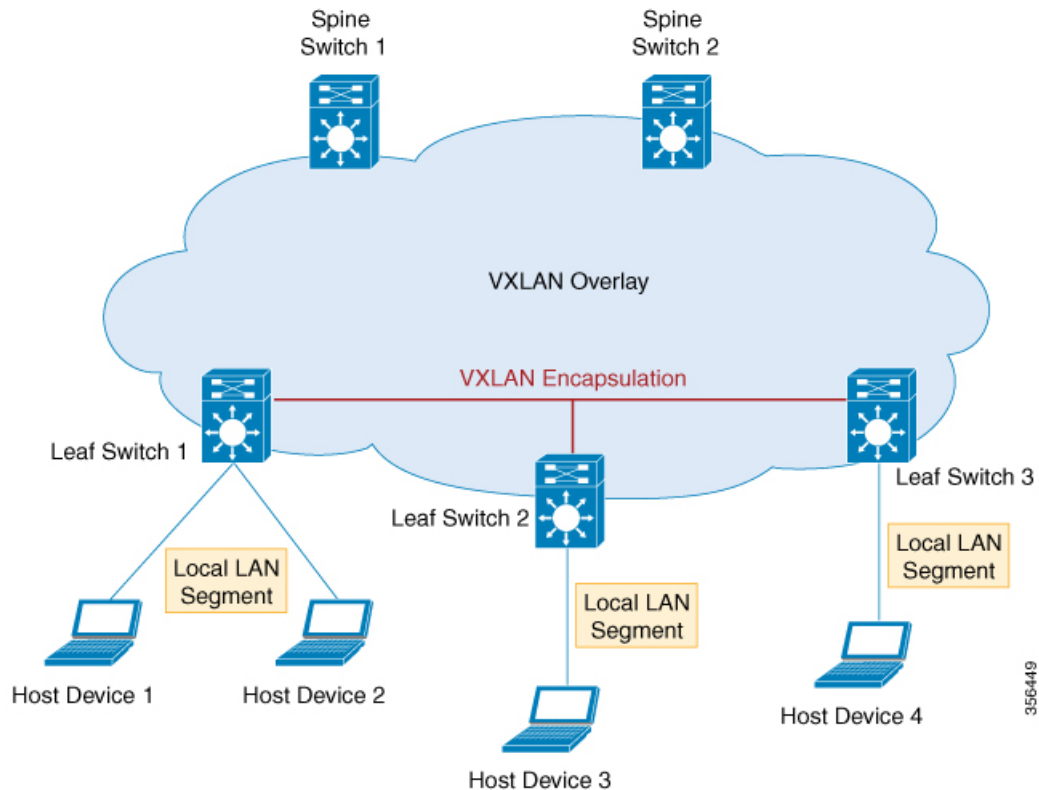 Spine
Switch 1
Spine
Switch 2
VXLAN Overlay
VXLAN Encapsulation
Leaf Switch 1
Leaf Switch 2
Leaf Switch 3
Local LAN
Segment
Local LAN
Segment
Local LAN
Segment
Host Device 1
Host Device 2
Host Device 3
Host Device 4
356449